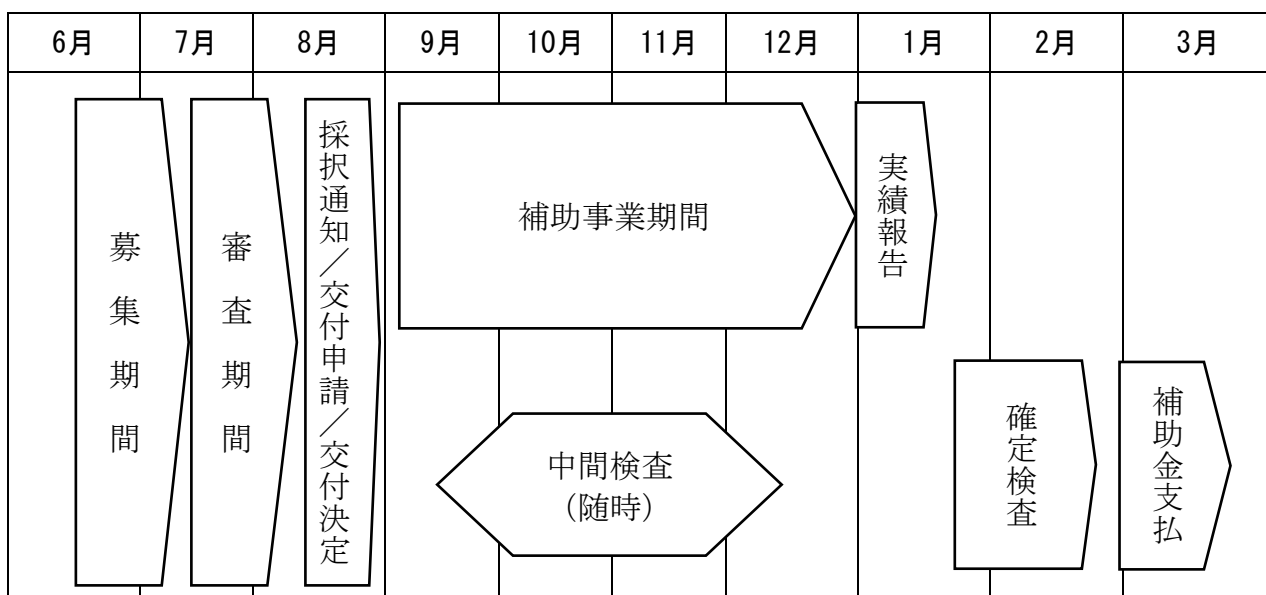 6月 7月 8月 9月 10月 11月 12月 1月 2月 3月
募集期間
審査期間
採択通知／交付申請／交付決定
補助事業期間
実績報告
中間検査
(随時)
確定検査
補助金支払